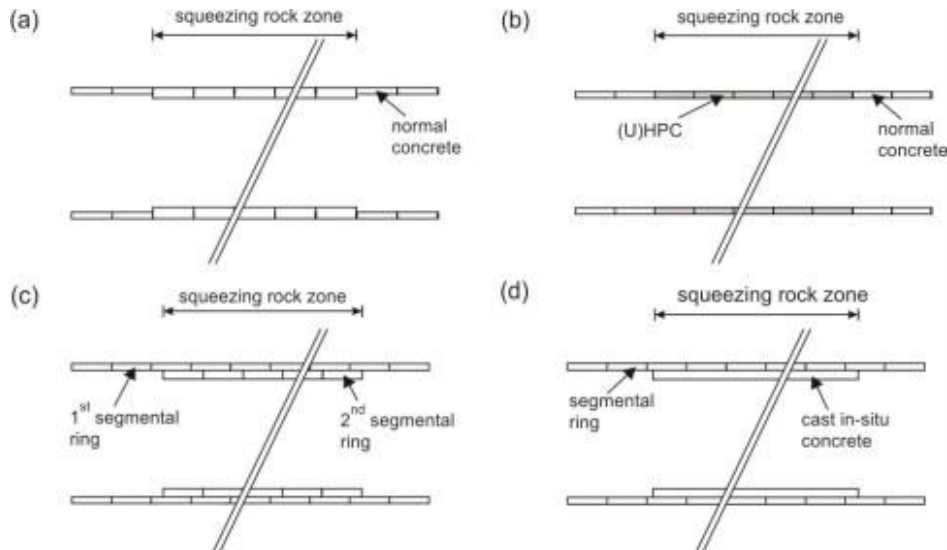 (a)
squeezing rock zone
normal
concrete
(b)
squeezing rock zone
(U)HPC
normal
concrete
(c)
squeezing rock zone
1st segmental
ring
2nd segmental
ring
(d)
squeezing rock zone
segmental
ring
cast in-situ
concrete